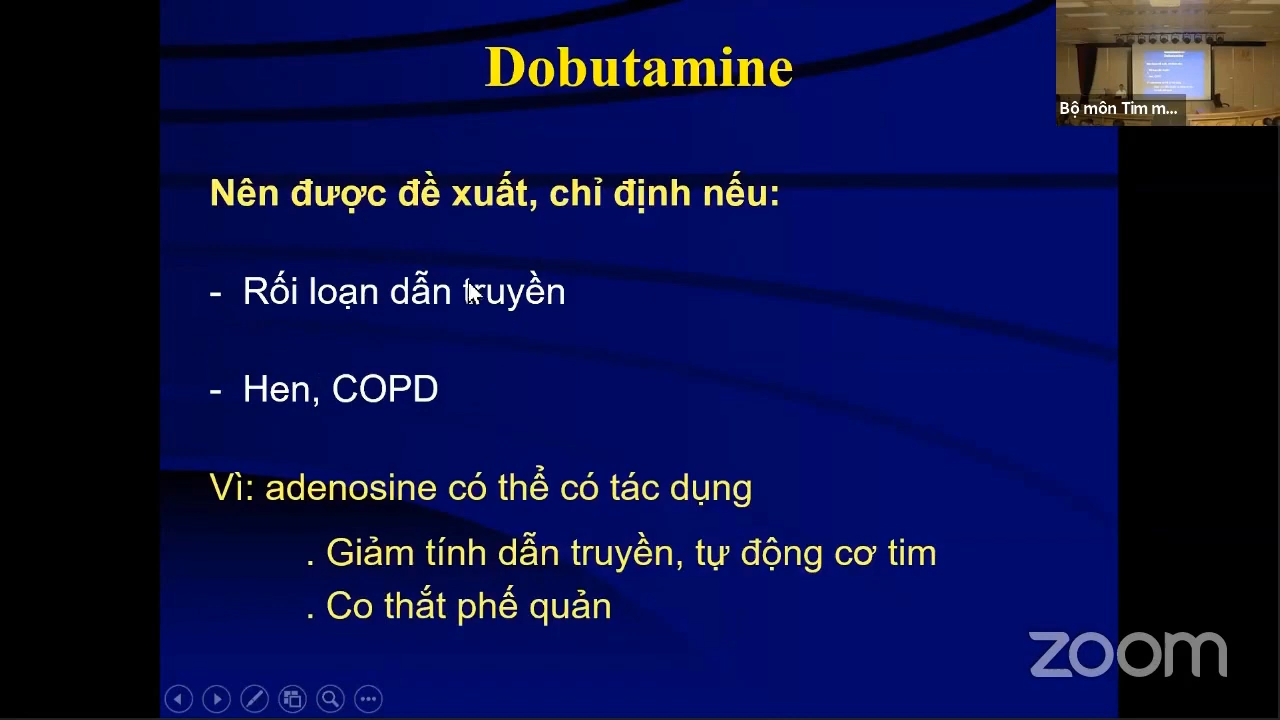 Dobutamine
Bộ môn Tim m...
Nên được đề xuất, chỉ định nếu:
- Rối loạn dẫn truyền
- Hen, COPD
Vì: adenosine có thể có tác dụng
. Giảm tính dẫn truyền, tự động cơ tim
. Co thắt phế quản
zoom